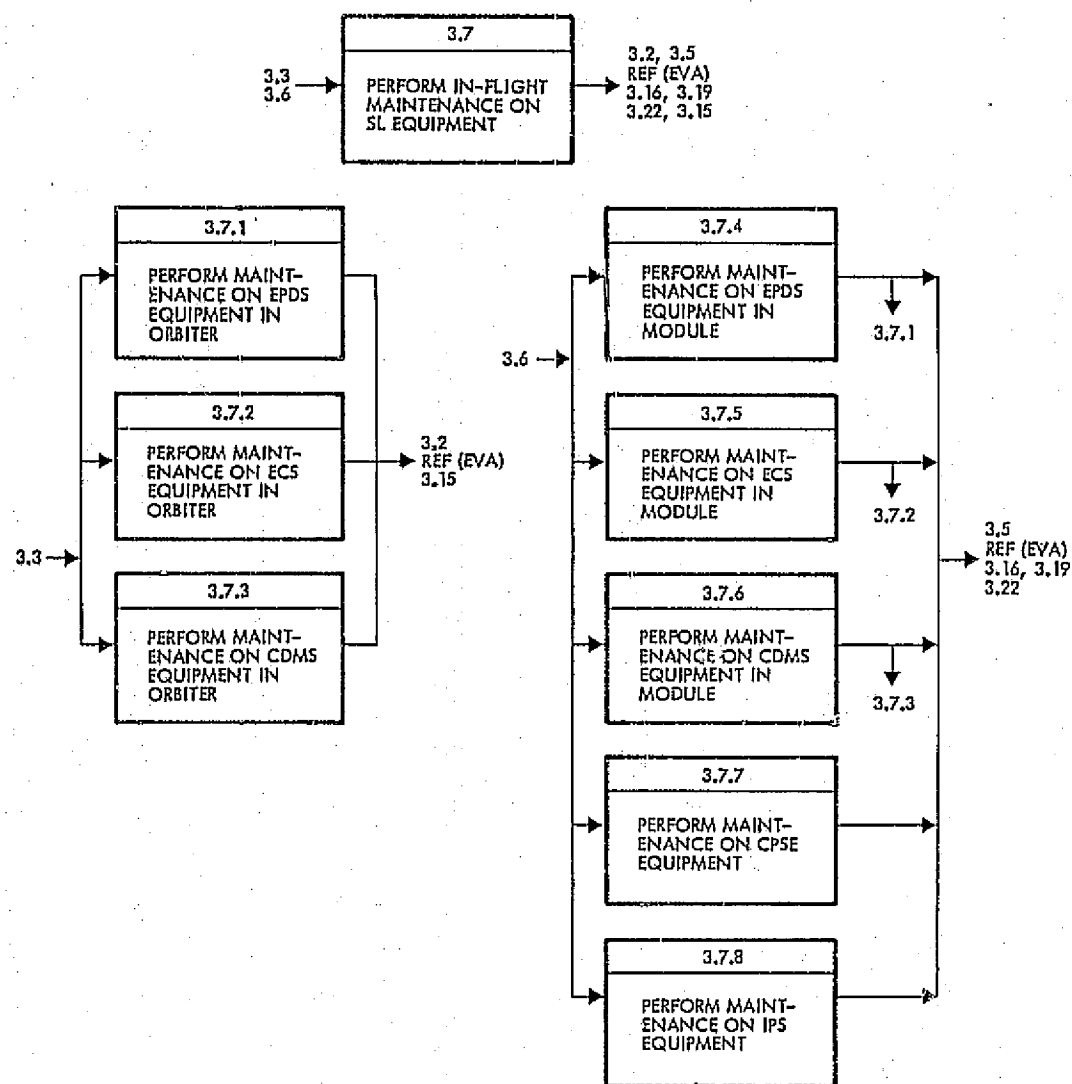 3.7
3.3
3.6
PERFORM IN-FLIGHT
MAINTENANCE ON
SL EQUIPMENT
3.2, 3.5
REF (EVA)
3.16, 3.19
3.22, 3.15
3.7.1
PERFORM MAINT-
ENANCE ON EPDS
EQUIPMENT IN
ORBITER
3.7.2
PERFORM MAINT-
ENANCE ON ECS
EQUIPMENT IN
ORBITER
3.3
3.7.3
PERFORM MAINT-
ENANCE ON CDMS
EQUIPMENT IN
ORBITER
3.2
REF (EVA)
3.15
3.6
3.7.4
PERFORM MAINT-
ENANCE ON EPDS
EQUIPMENT IN
MODULE
3.7.1
3.7.5
PERFORM MAINT-
ENANCE ON ECS
EQUIPMENT IN
MODULE
3.7.2
3.7.6
PERFORM MAINT-
ENANCE ON CDMS
EQUIPMENT IN
MODULE
3.7.3
3.7.7
PERFORM MAINT-
ENANCE ON CPSE
EQUIPMENT
3.7.8
PERFORM MAINT-
ENANCE ON IPS
EQUIPMENT
3.5
REF (EVA)
3.16, 3.19
3.22